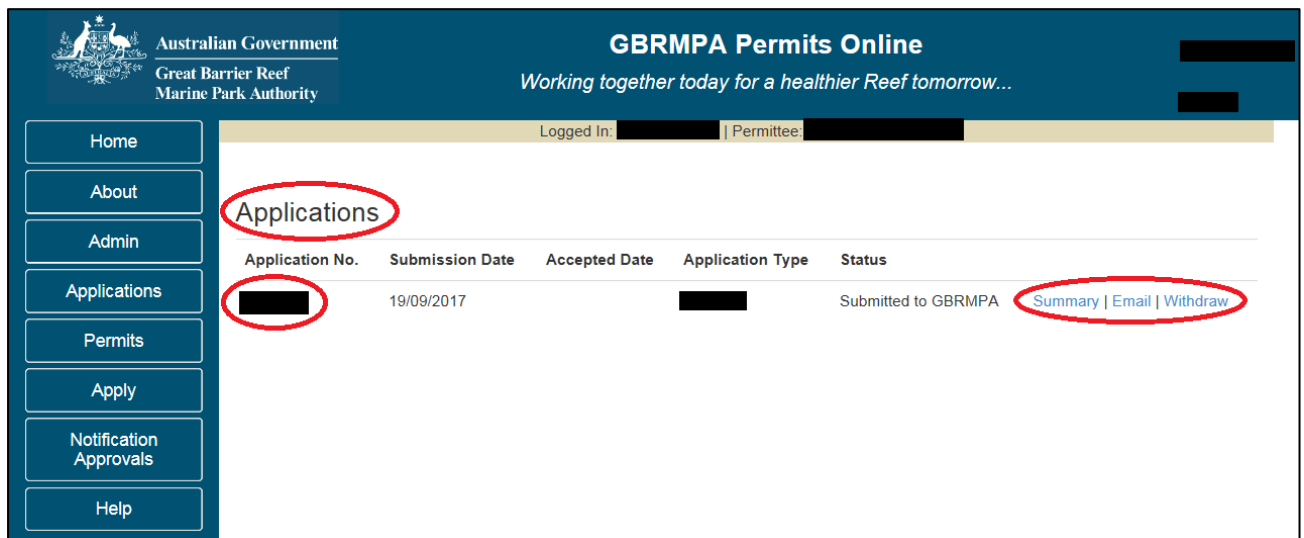 Australian Government
Great Barrier Reef
Marine Park Authority
GBRMPA Permits Online
Working together today for a healthier Reef tomorrow...
Logged In: | Permittee:
Home
About
Admin
Applications
Permits
Apply
Notification
Approvals
Help
Applications
Application No. Submission Date Accepted Date Application Type Status
19/09/2017 Submitted to GBRMPA Summary | Email | Withdraw